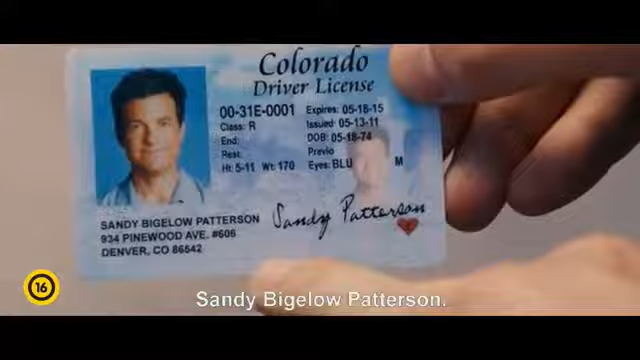 Colorado
Driver License
00-31E-0001
Expires: 05-18-15
Class: R
Issued: 05-13-11
End:
DOB: 05-18-74
Rest:
Previo
Ht: 5-11 Wt: 170
Eyes: BLU
M
SANDY BIGELOW PATTERSON
934 PINEWOOD AVE. #606
DENVER, CO 86542
Sandy Patterson
16
Sandy Bigelow Patterson.